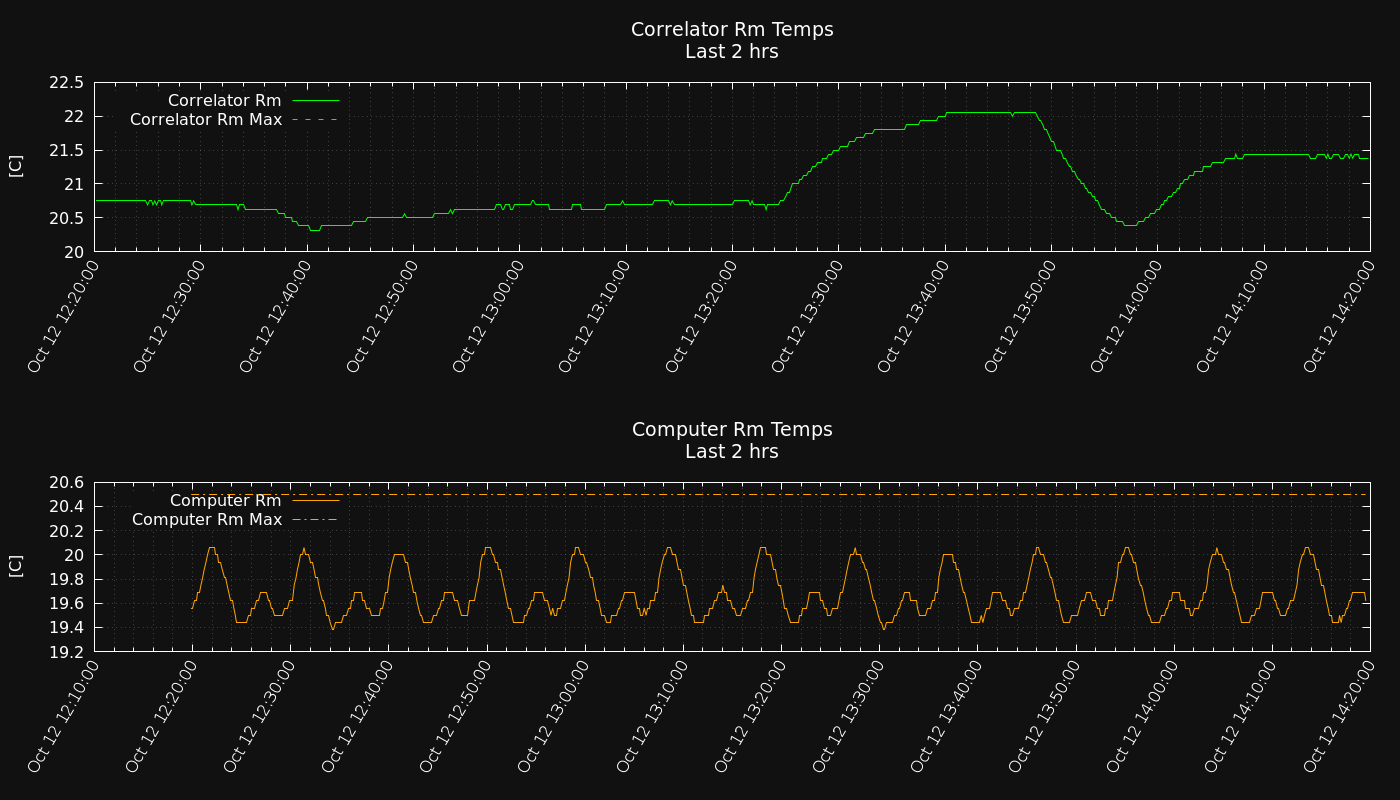 Correlator Rm Temps
Last 2 hrs
22.5
22
21.5
21
20.5
20
[C]
Correlator Rm
Correlator Rm Max
Oct 12 12:20:00
Oct 12 12:30:00
Oct 12 12:40:00
Oct 12 12:50:00
Oct 12 13:00:00
Oct 12 13:10:00
Oct 12 13:20:00
Oct 12 13:30:00
Oct 12 13:40:00
Oct 12 13:50:00
Oct 12 14:00:00
Oct 12 14:10:00
Oct 12 14:20:00
Computer Rm Temps
Last 2 hrs
20.6
20.4
20.2
20
19.8
19.6
19.4
19.2
[C]
Computer Rm
Computer Rm Max
Oct 12 12:10:00
Oct 12 12:20:00
Oct 12 12:30:00
Oct 12 12:40:00
Oct 12 12:50:00
Oct 12 13:00:00
Oct 12 13:10:00
Oct 12 13:20:00
Oct 12 13:30:00
Oct 12 13:40:00
Oct 12 13:50:00
Oct 12 14:00:00
Oct 12 14:10:00
Oct 12 14:20:00